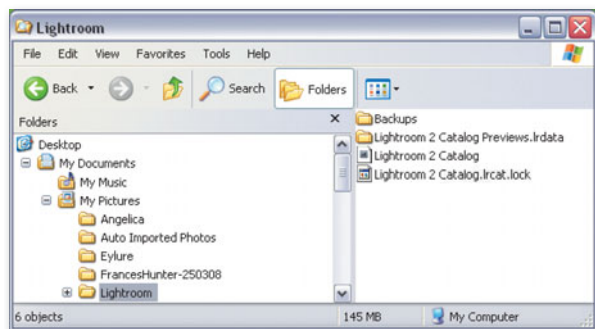 Lightroom
File Edit View Favorites Tools Help
Back Search Folders
Folders
Desktop
My Documents
My Music
My Pictures
Angelica
Auto Imported Photos
Eylure
FrancesHunter-250308
Lightroom
Backups
Lightroom 2 Catalog Previews.lrdata
Lightroom 2 Catalog
Lightroom 2 Catalog.lrcat.lock
6 objects 145 MB My Computer